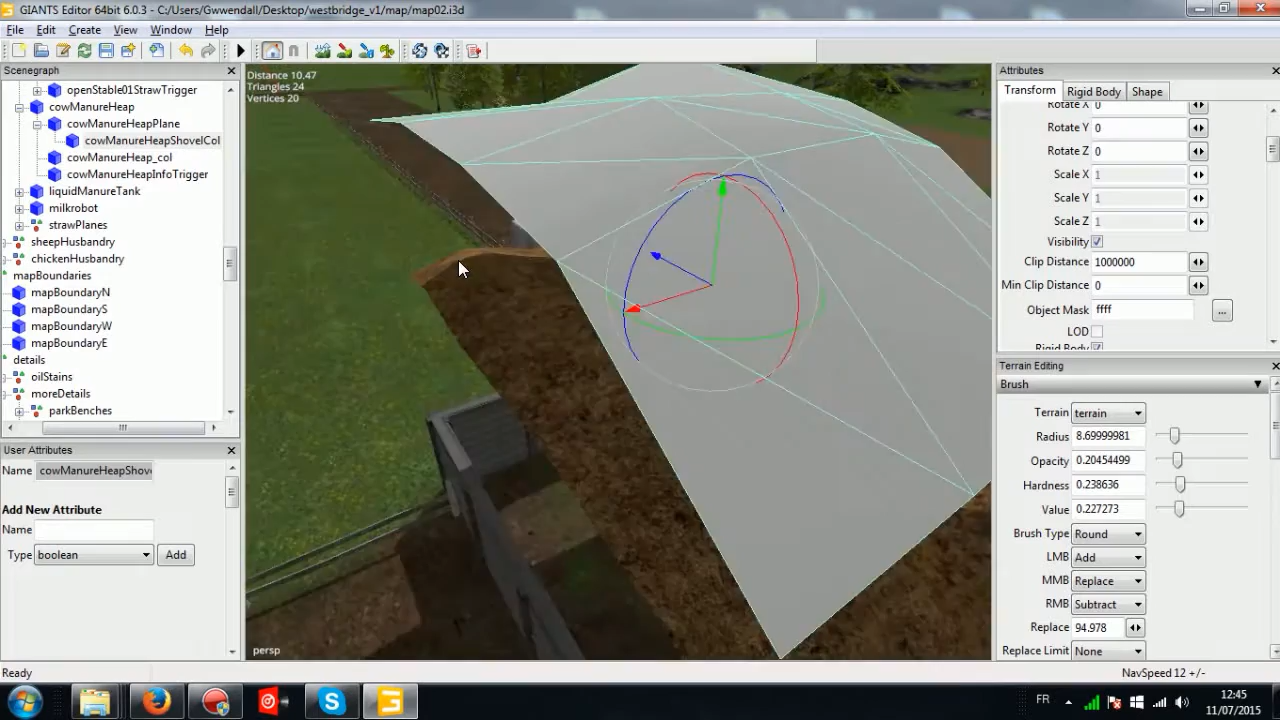 GIANTS Editor 64bit 6.0.3 - C:/Users/Gwwendall/Desktop/westbridge_v1/map/map02.i3d
File Edit Create View Window Help
Scenegraph
openStable01StrawTrigger
cowManureHeap
cowManureHeapPlane
cowManureHeapShovelCol
cowManureHeap_col
cowManureHeapInfoTrigger
liquidManureTank
milkrobot
strawPlanes
sheepHusbandry
chickenHusbandry
mapBoundaries
mapBoundaryN
mapBoundaryS
mapBoundaryW
mapBoundaryE
details
oilStains
moreDetails
parkBenches
User Attributes
Name cowManureHeapShove
Add New Attribute
Name
Type boolean Add
Distance 10.47
Triangles 24
Vertices 20
persp
Attributes
Transform Rigid Body Shape
Rotate X 0
Rotate Y 0
Rotate Z 0
Scale X 1
Scale Y 1
Scale Z 1
Visibility
Clip Distance 1000000
Min Clip Distance 0
Object Mask ffff ...
LOD
Rigid Body
Terrain Editing
Brush
Terrain terrain
Radius 8.69999981
Opacity 0.20454499
Hardness 0.238636
Value 0.227273
Brush Type Round
LMB Add
MMB Replace
RMB Subtract
Replace 94.978
Replace Limit None
Ready
NavSpeed 12 +/-
FR
12:45
11/07/2015